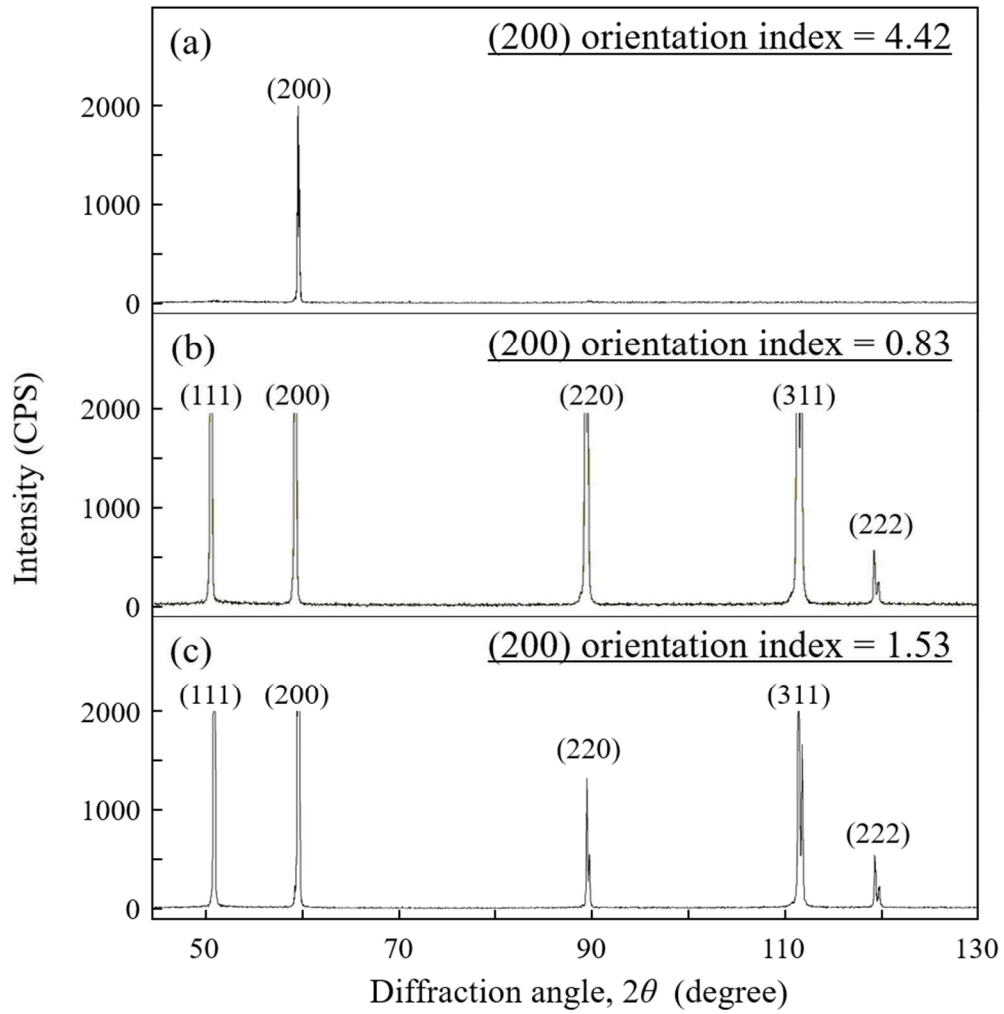 (a)
(200) orientation index = 4.42
(200)
2000
1000
0
(b)
(200) orientation index = 0.83
(111) (200) (220) (311)
2000
1000
(222)
0
(c)
(200) orientation index = 1.53
(111) (200) (311)
2000
(220)
1000
(222)
0
50 70 90 110 130
Intensity (CPS)
Diffraction angle, 2θ (degree)